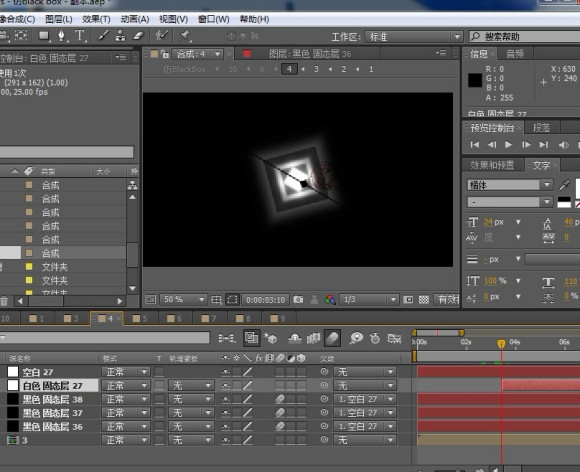 s - 仿black box - 副本.aep *
像合成(C) 图层(L) 效果(T) 动画(A) 视图(V) 窗口(W) 帮助(H)
工作区: 标准 搜索帮助
控制台: 白色 固态层 27 合成: 4 图层: 黑色 固态层 36 信息 音频
使用 1次 仿BlackBox 10 8 4 3 2 1
(291 x 162) (1.00)
00, 25.00 fps
R: 0 X: 630
G: 0 Y: 240
B: 0
A: 255
白色 固态层 27
预览控制台 段落
类型 大小
合成
合成
合成
合成
合成
合成
文件夹
文件夹
文件夹
效果和预置 文字
楷体
-
24 px 40 p
度 0
- px
100 % 110
0 px
50 % 0:00:03:10 1/3 有效
10 1 3 4 5 6 7 8 9
源名称 模式 T 轨道蒙板 父级
:00s 02s 04s 06s
空白 27 正常 无
白色 固态层 27 正常 无 无
黑色 固态层 38 正常 无 1. 空白 27
黑色 固态层 37 正常 无 1. 空白 27
黑色 固态层 36 正常 无 1. 空白 27
3 正常 无 无